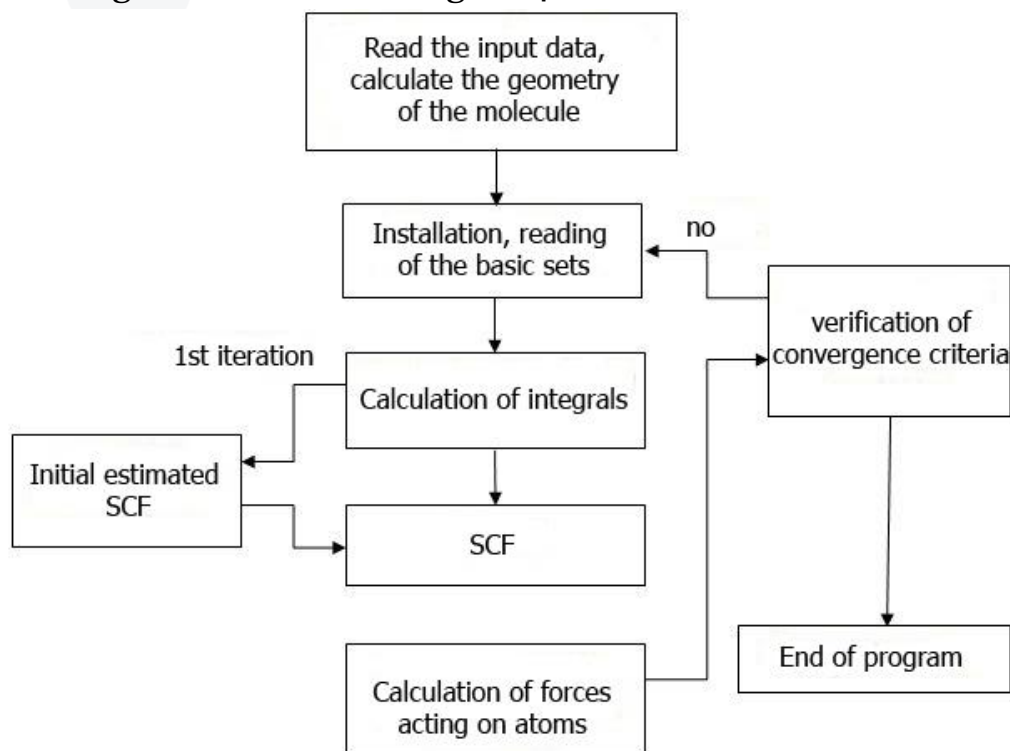 Read the input data,
calculate the geometry
of the molecule
Installation, reading
of the basic sets
no
verification of
convergence criteria
1st iteration
Calculation of integrals
Initial estimated
SCF
SCF
End of program
Calculation of forces
acting on atoms